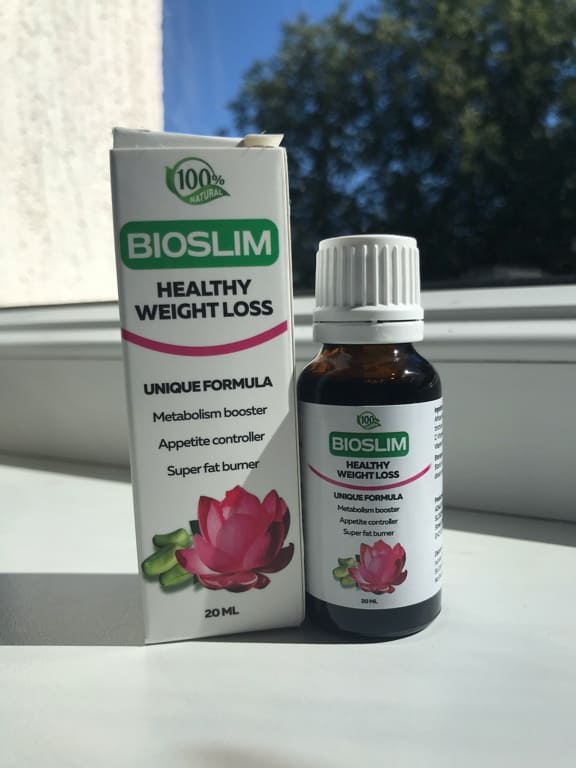 100%
NATURAL
BIOSLIM
HEALTHY
WEIGHT LOSS
UNIQUE FORMULA
Metabolism booster
Appetite controller
Super fat burner
20 ML
100%
BIOSLIM
HEALTHY
WEIGHT LOSS
UNIQUE FORMULA
Metabolism booster
Appetite controller
Super fat burner
20 ML